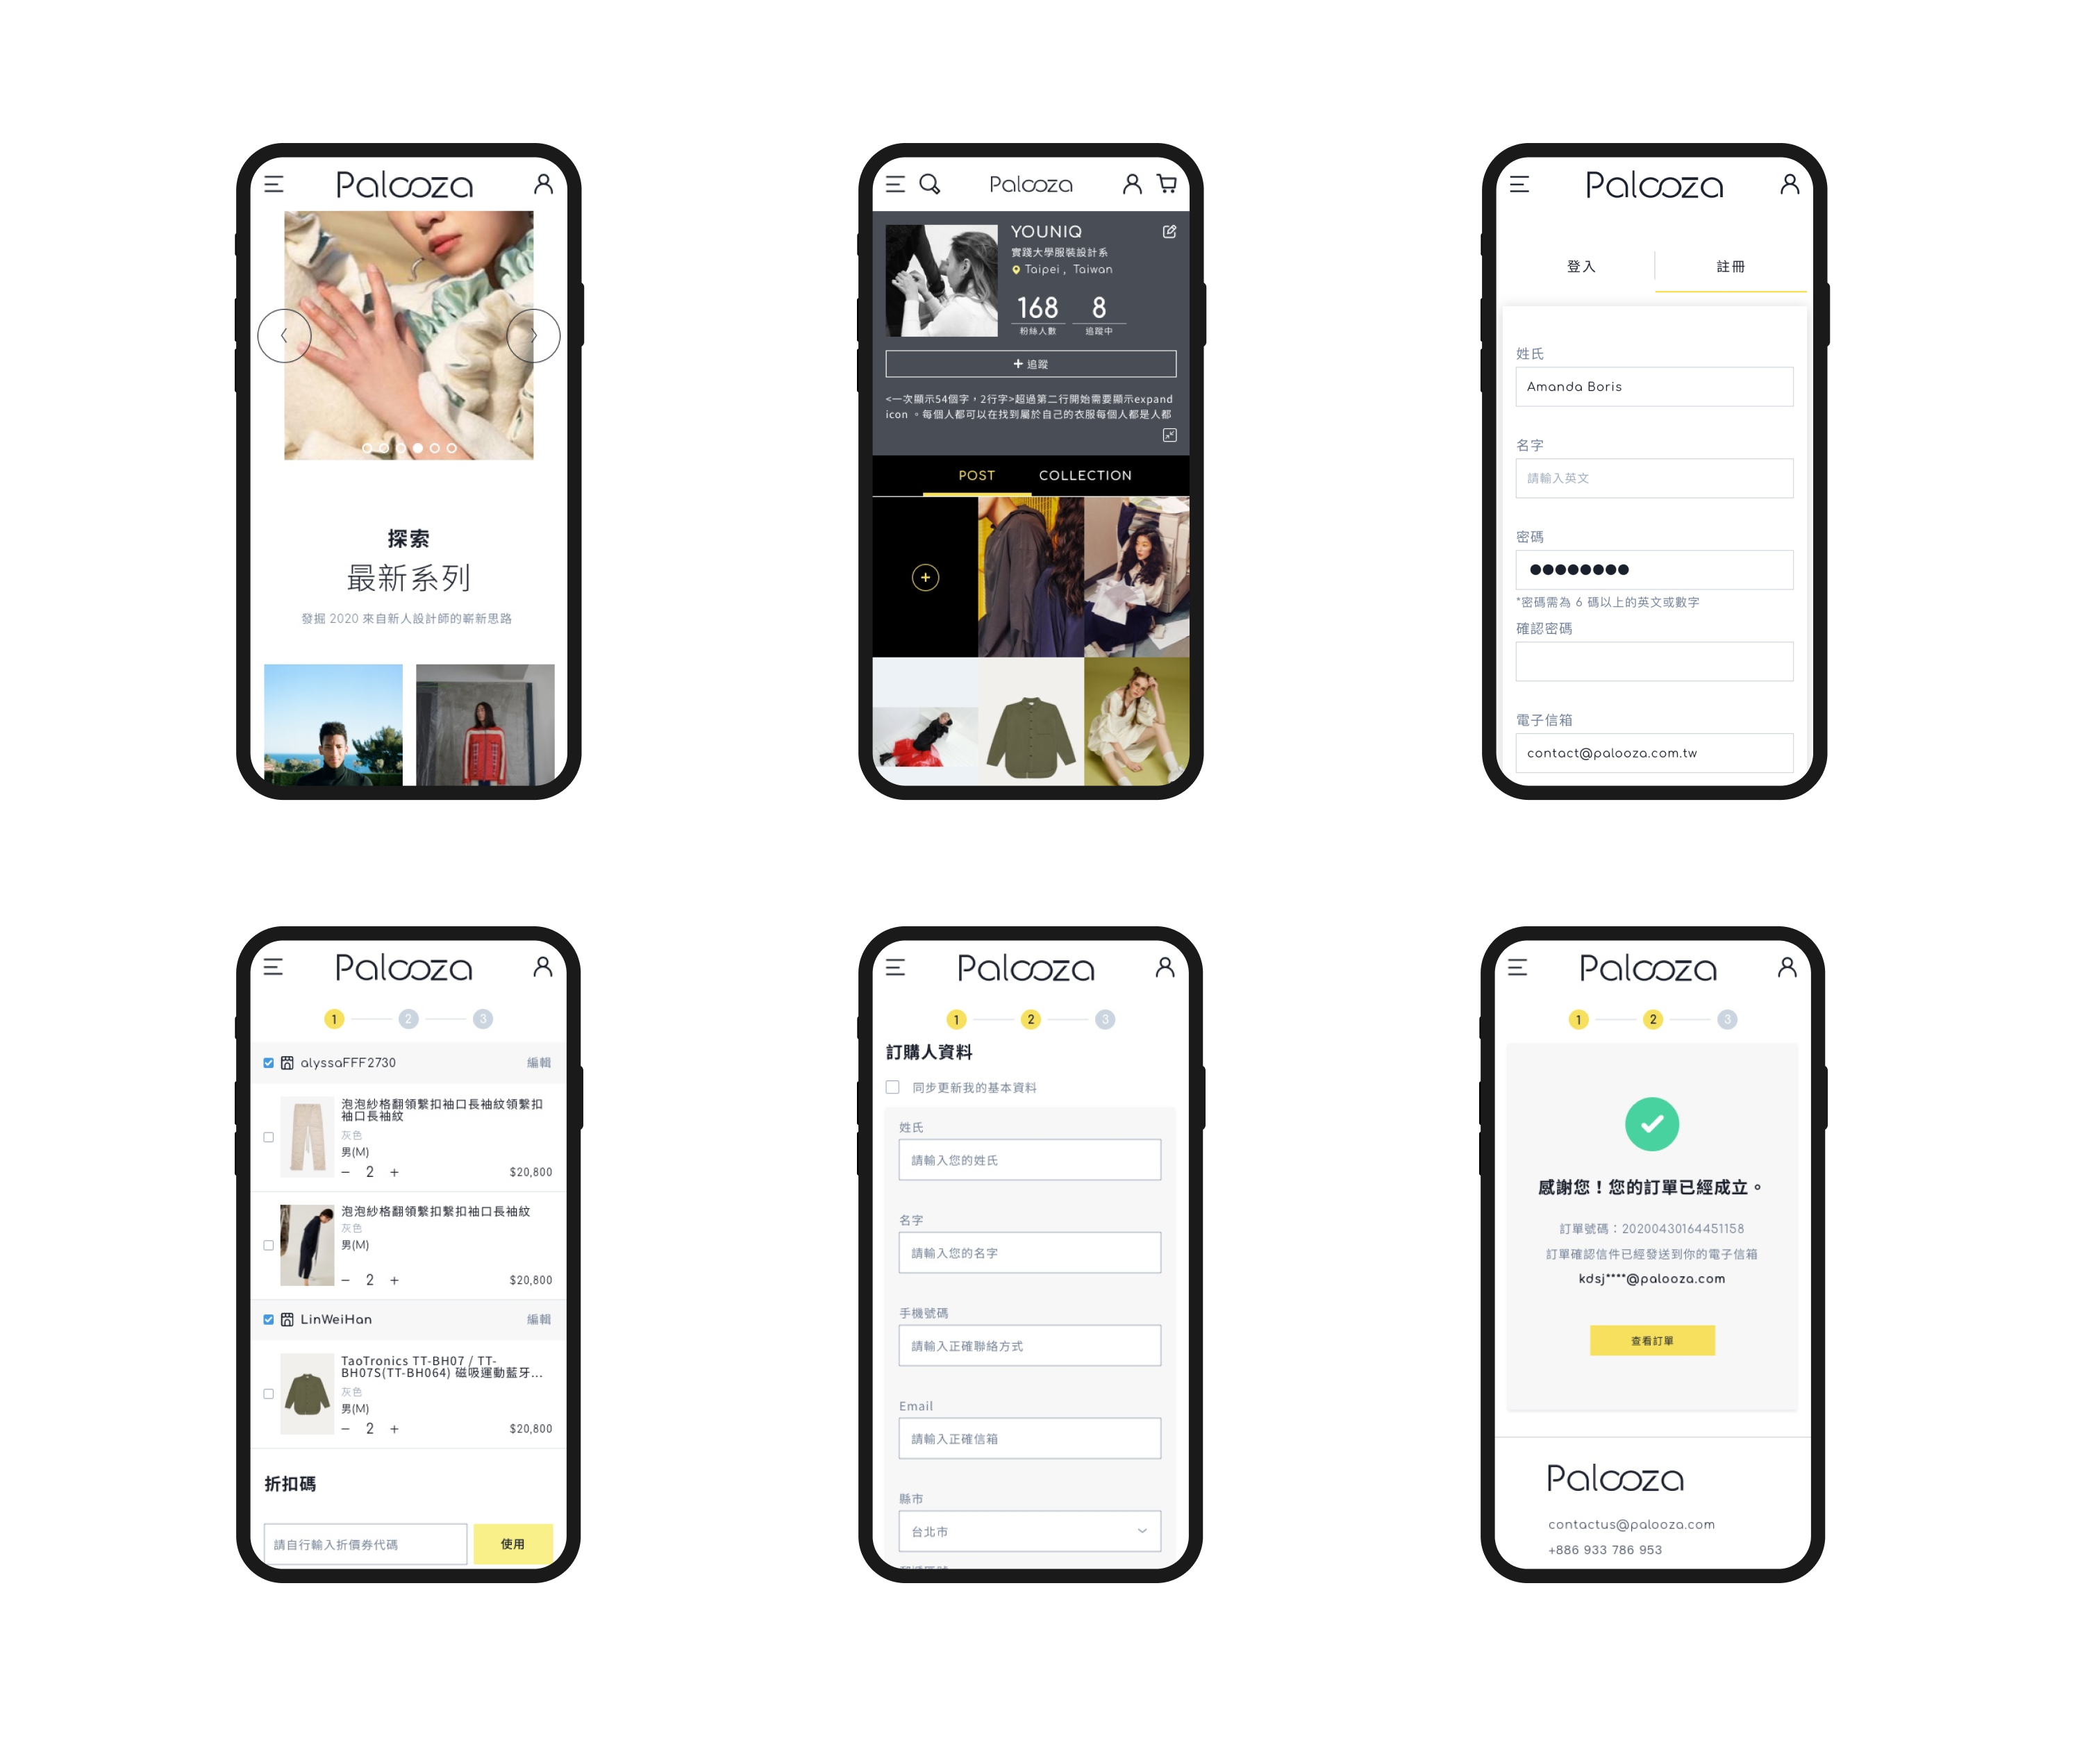 Palooza
探索
最新系列
發掘 2020 來自新人設計師的嶄新思路
Palooza
YOUNIQ
實踐大學服裝設計系
Taipei , Taiwan
168 8
粉絲人數 追蹤中
+ 追蹤
<一次顯示54個字，2行字>超過第二行開始需要顯示expand
icon 。每個人都可以在找到屬於自己的衣服每個人都是人都
POST COLLECTION
Palooza
登入 註冊
姓氏
Amanda Boris
名字
請輸入英文
密碼
*密碼需為 6 碼以上的英文或數字
確認密碼
電子信箱
contact@palooza.com.tw
Palooza
1 2 3
alyssaFFF2730 編輯
泡泡紗格翻領繫扣袖口長袖紋領繫扣
袖口長袖紋
灰色
男(M)
− 2 + $20,800
泡泡紗格翻領繫扣繫扣袖口長袖紋
灰色
男(M)
− 2 + $20,800
LinWeiHan 編輯
TaoTronics TT-BH07 / TT-
BH07S(TT-BH064) 磁吸運動藍牙...
灰色
男(M)
− 2 + $20,800
折扣碼
請自行輸入折價券代碼 使用
Palooza
1 2 3
訂購人資料
同步更新我的基本資料
姓氏
請輸入您的姓氏
名字
請輸入您的名字
手機號碼
請輸入正確聯絡方式
Email
請輸入正確信箱
縣市
台北市
Palooza
1 2 3
感謝您！您的訂單已經成立。
訂單號碼：20200430164451158
訂單確認信件已經發送到你的電子信箱
kdsj****@palooza.com
查看訂單
Palooza
contactus@palooza.com
+886 933 786 953